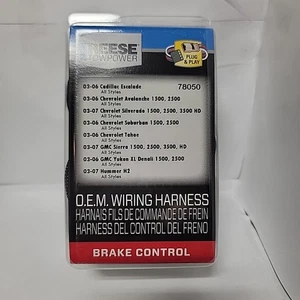 REESE
TOWPOWER
PLUG
& PLAY
03-06 Cadillac Escalade 78050
All Styles
03-06 Chevrolet Avalanche 1500, 2500
All Styles
03-07 Chevrolet Silverado 1500, 2500, 3500 HD
All Styles
03-06 Chevrolet Suburban 1500, 2500
All Styles
03-06 Chevrolet Tahoe
All Styles
03-07 GMC Sierra 1500, 2500, 3500, HD
All Styles
03-06 GMC Yukon XL Denali 1500, 2500
All Styles
03-07 Hummer H2
All Styles
O.E.M. WIRING HARNESS
HARNAIS FILS DE COMMANDE DE FREIN
HARNESS DEL CONTROL DEL FRENO
BRAKE CONTROL